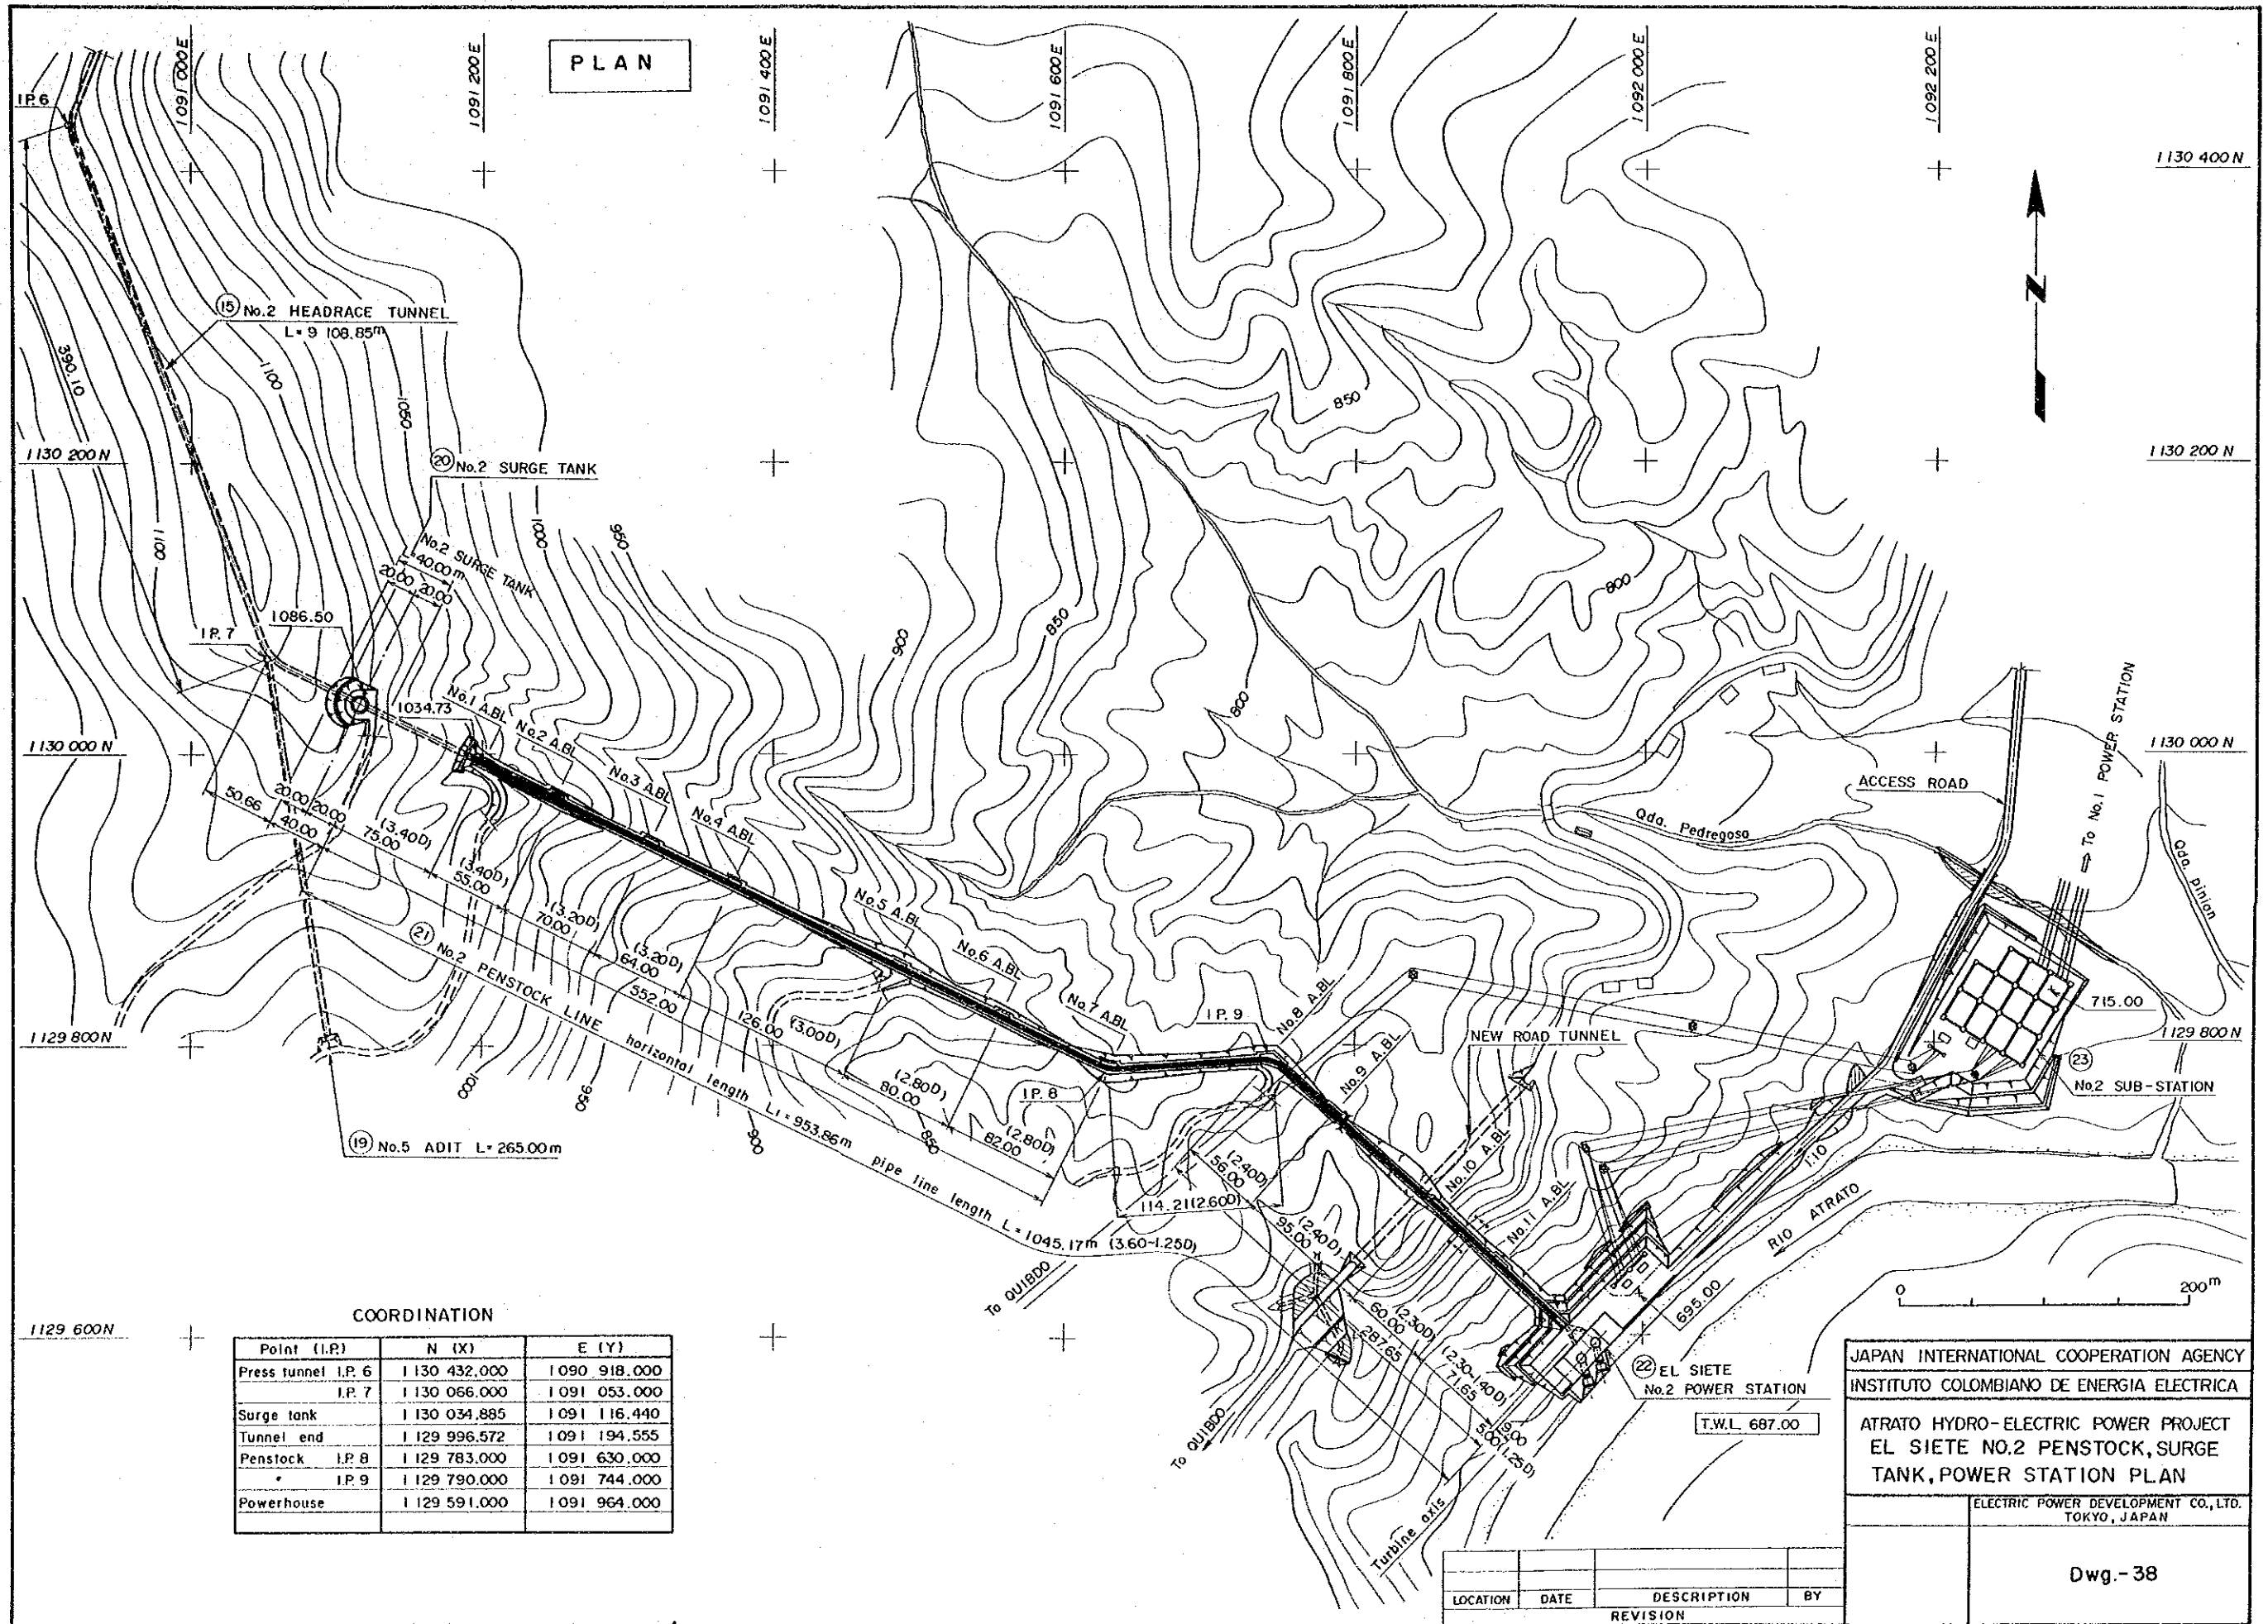 PLAN
1091 000 E
1091 200 E
1091 400 E
1091 600 E
1091 800 E
1092 000 E
1092 200 E
1130 400 N
I.P. 6
390.10
⑮ No.2 HEADRACE TUNNEL
L=9 108.85m
1100
1050
1130 200 N
1130 200 N
⑳ No.2 SURGE TANK
850
1100
1000
950
No.2 SURGE TANK
L=40.00m
20.00 20.00
1086.50
I.P. 7
900
850
800
800
1034.73
No.1 A.BL
No.2 A.BL
No.3 A.BL
No.4 A.BL
No.5 A.BL
No.6 A.BL
No.7 A.BL
No.8 A.BL
No.9 A.BL
No.10 A.BL
No.11 A.BL
1130 000 N
1130 000 N
ACCESS ROAD
⇨ To No.1 POWER STATION
Qda. Pedregosa
Qda. Pinian
50.66
20.00 20.00
40.00
(3.40D)
75.00
(3.40D)
55.00
(3.20D)
70.00
(3.20D)
64.00
552.00
126.00 (3.00D)
(2.80D)
80.00
(2.80D)
82.00
㉑ No.2 PENSTOCK LINE horizontal length L1=953.86m pipe line length L=1045.17m (3.60~1.25D)
715.00
1129 800 N
1129 800 N
I.P. 9
NEW ROAD TUNNEL
㉓
No.2 SUB-STATION
I.P. 8
1000
950
900
850
⑲ No.5 ADIT L=265.00m
114.21(2.60D)
(2.40D)
56.00
(2.40D)
95.00
1:10
RIO ATRATO
To QUIBDO
695.00
(2.30D)
60.00
287.65
(2.30~1.40D)
71.65
19.00
5.00(1.25D)
0 200m
1129 600N
㉒ EL SIETE
No.2 POWER STATION
T.W.L. 687.00
To QUIBDO
Turbine axis
COORDINATION
Point (I.P.) N (X) E (Y)
Press tunnel I.P. 6 1 130 432.000 1 090 918.000
I.P. 7 1 130 066.000 1 091 053.000
Surge tank 1 130 034.885 1 091 116.440
Tunnel end 1 129 996.572 1 091 194.555
Penstock I.P. 8 1 129 783.000 1 091 630.000
" I.P. 9 1 129 790.000 1 091 744.000
Powerhouse 1 129 591.000 1 091 964.000
JAPAN INTERNATIONAL COOPERATION AGENCY
INSTITUTO COLOMBIANO DE ENERGIA ELECTRICA
ATRATO HYDRO-ELECTRIC POWER PROJECT
EL SIETE NO.2 PENSTOCK, SURGE
TANK, POWER STATION PLAN
ELECTRIC POWER DEVELOPMENT CO., LTD.
TOKYO, JAPAN
Dwg.-38
LOCATION DATE DESCRIPTION BY
REVISION
N